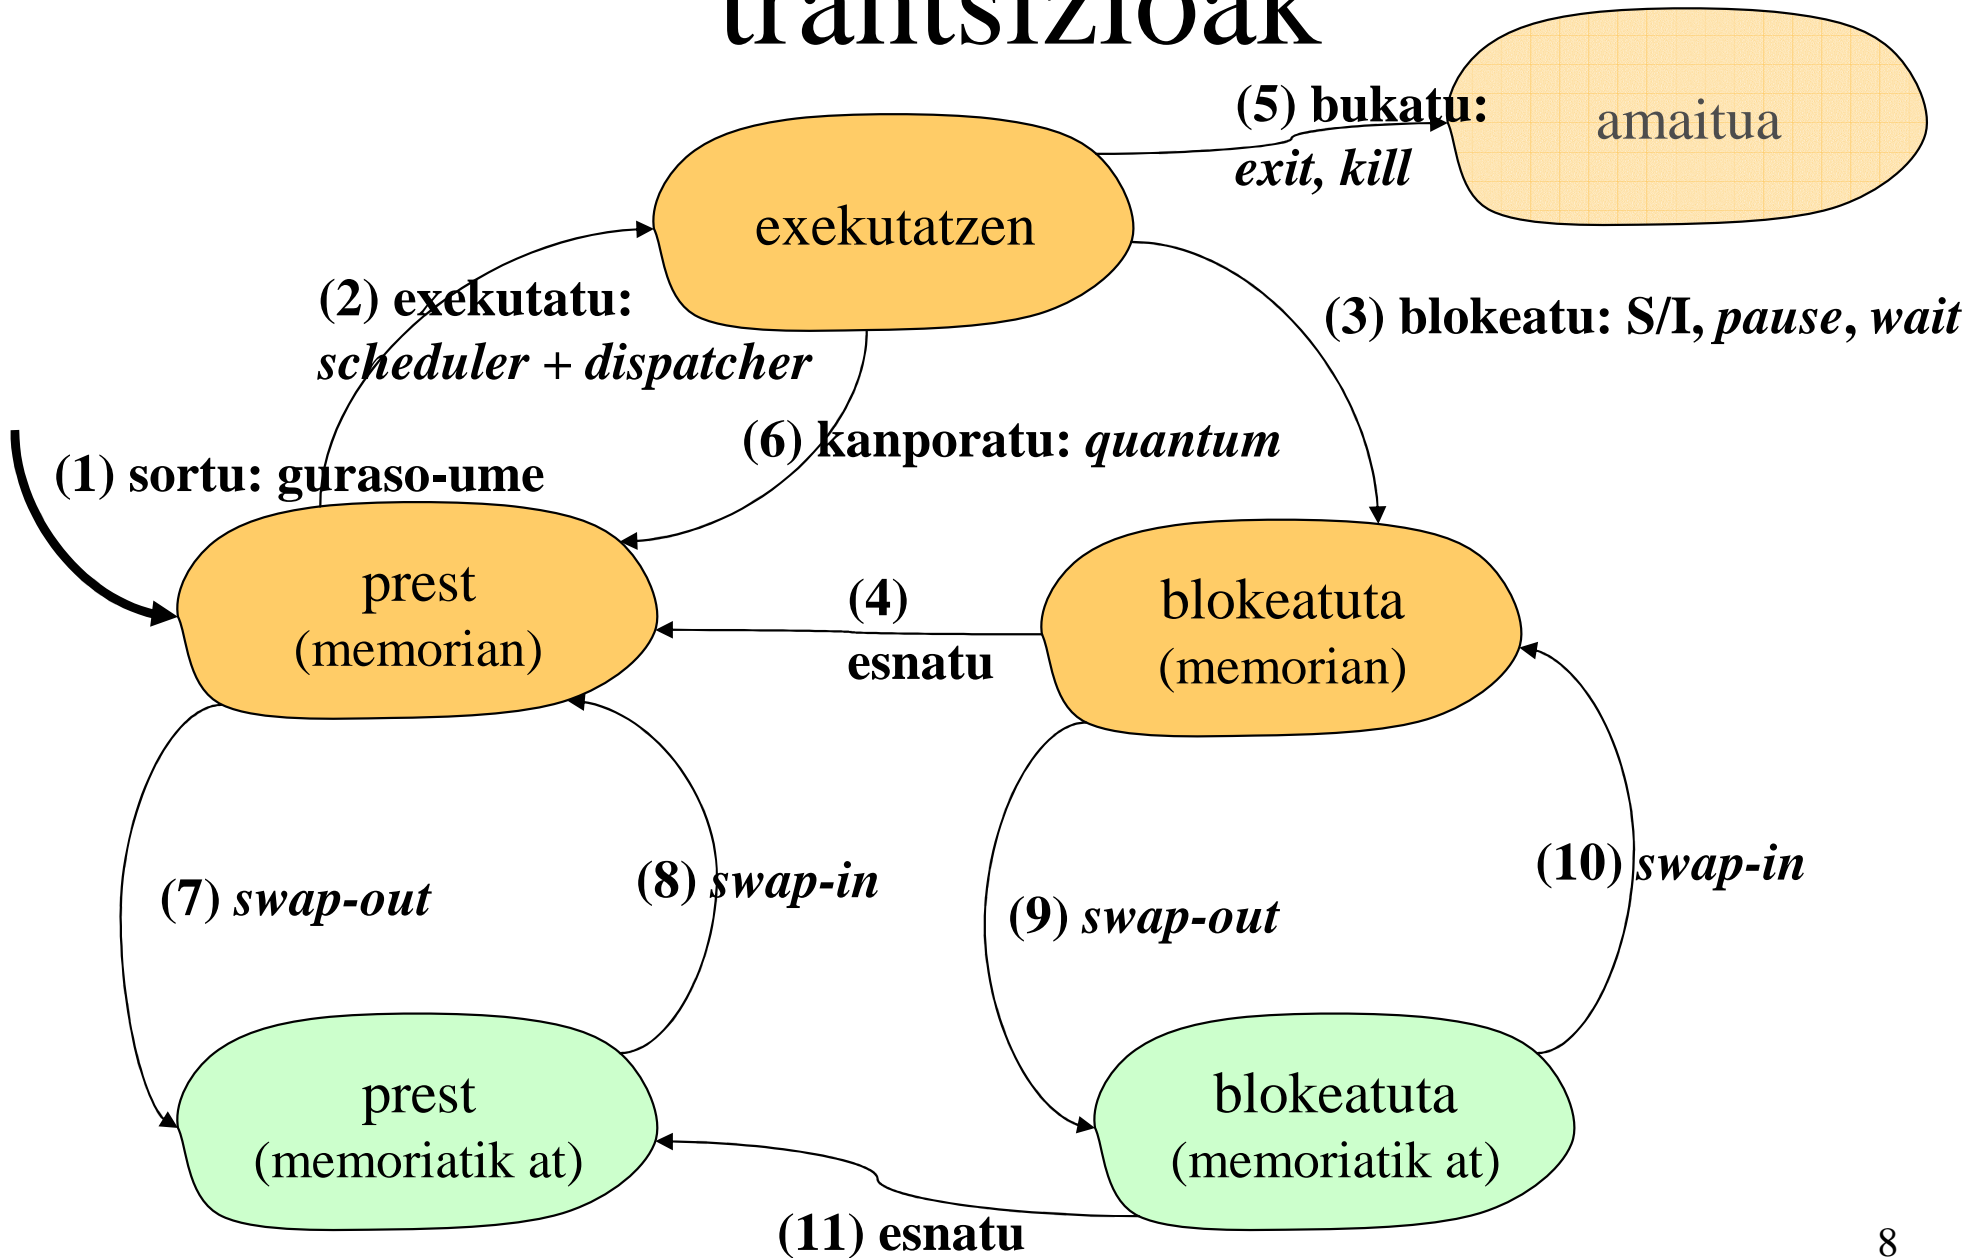 trantsizioak
(5) bukatu:
exit, kill
amaitua
exekutatzen
(2) exekutatu:
scheduler + dispatcher
(3) blokeatu: S/I, pause, wait
(6) kanporatu: quantum
(1) sortu: guraso-ume
prest
(memorian)
(4)
esnatu
blokeatuta
(memorian)
(7) swap-out
(8) swap-in
(9) swap-out
(10) swap-in
prest
(memoriatik at)
blokeatuta
(memoriatik at)
(11) esnatu
8